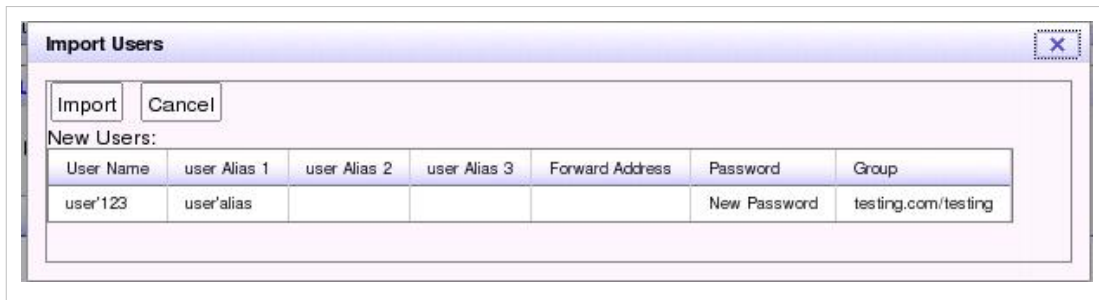 Import Users
Import Cancel
New Users:
User Name user Alias 1 user Alias 2 user Alias 3 Forward Address Password Group
user'123 user'alias New Password testing.com/testing